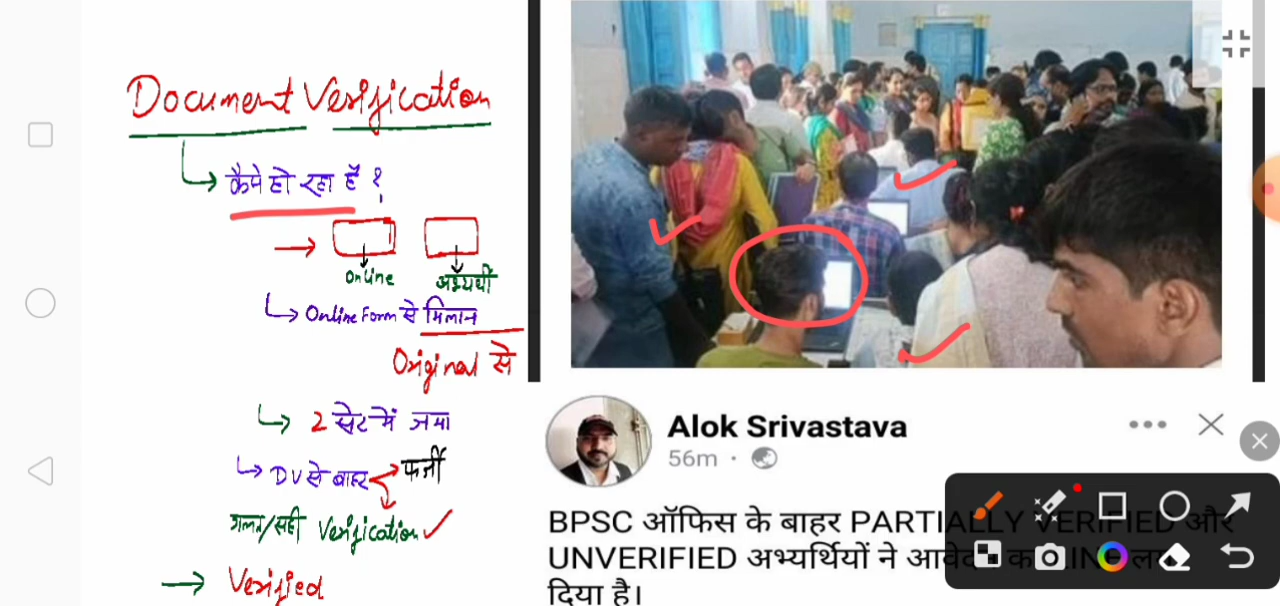 Document Verification
कैसे हो रहा है ?
Online
अभ्यर्थी
Online Form से मिलान
Original से
2 सेट में जमा
DV से बाहर
फर्जी
गलत/सही Verification
Verified
Alok Srivastava
56m
BPSC ऑफिस के बाहर PARTIALLY VERIFIED और
UNVERIFIED अभ्यर्थियों ने
दिया है।